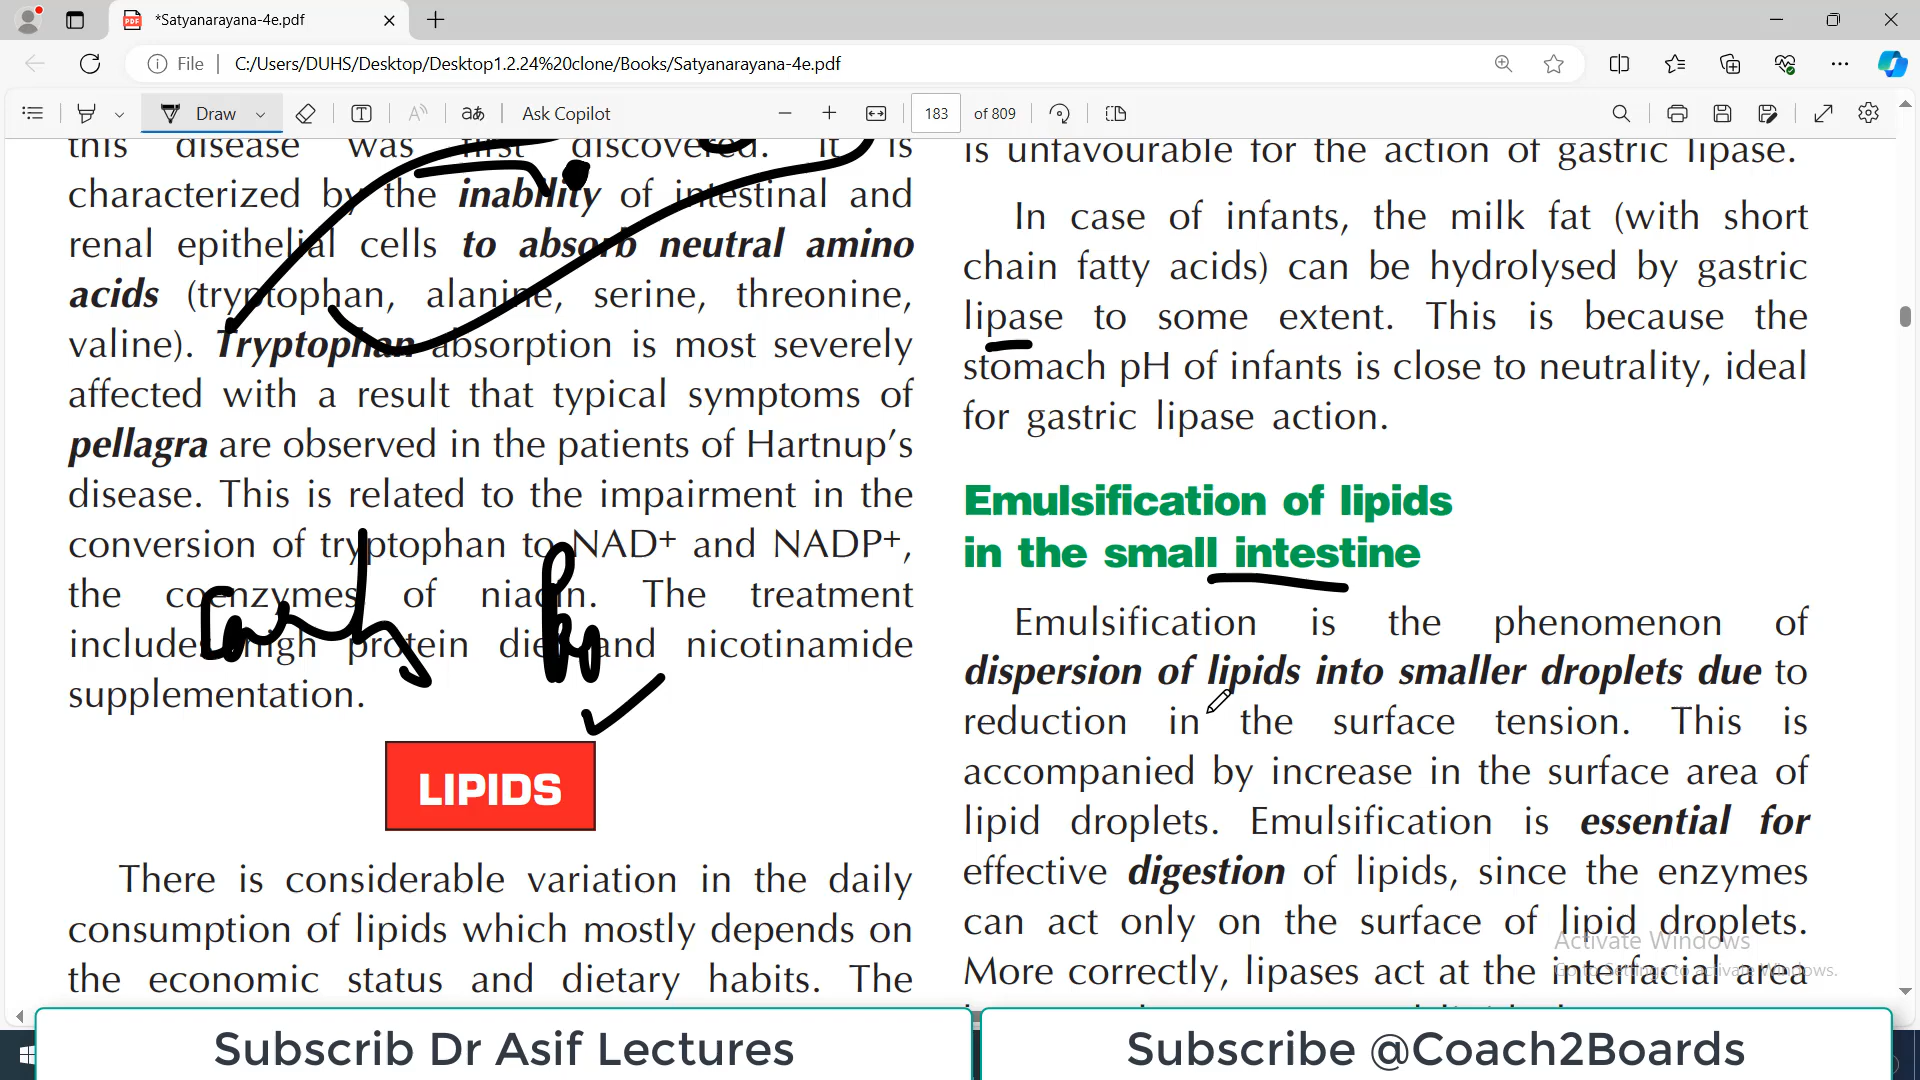 *Satyanarayana-4e.pdf
File
C:/Users/DUHS/Desktop/Desktop1.2.24%20clone/Books/Satyanarayana-4e.pdf
Draw
Ask Copilot
183
of 809
this disease was first discovered. It is
characterized by the inability of intestinal and
renal epithelial cells to absorb neutral amino
acids (tryptophan, alanine, serine, threonine,
valine). Tryptophan absorption is most severely
affected with a result that typical symptoms of
pellagra are observed in the patients of Hartnup's
disease. This is related to the impairment in the
conversion of tryptophan to NAD+ and NADP+,
the coenzymes of niacin. The treatment
includes high protein diet and nicotinamide
supplementation.
LIPIDS
There is considerable variation in the daily
consumption of lipids which mostly depends on
the economic status and dietary habits. The
is unfavourable for the action of gastric lipase.
In case of infants, the milk fat (with short
chain fatty acids) can be hydrolysed by gastric
lipase to some extent. This is because the
stomach pH of infants is close to neutrality, ideal
for gastric lipase action.
Emulsification of lipids
in the small intestine
Emulsification is the phenomenon of
dispersion of lipids into smaller droplets due to
reduction in the surface tension. This is
accompanied by increase in the surface area of
lipid droplets. Emulsification is essential for
effective digestion of lipids, since the enzymes
can act only on the surface of lipid droplets.
More correctly, lipases act at the interfacial area
Activate Windows
Go to Settings to activate Windows.
Subscrib Dr Asif Lectures
Subscribe @Coach2Boards